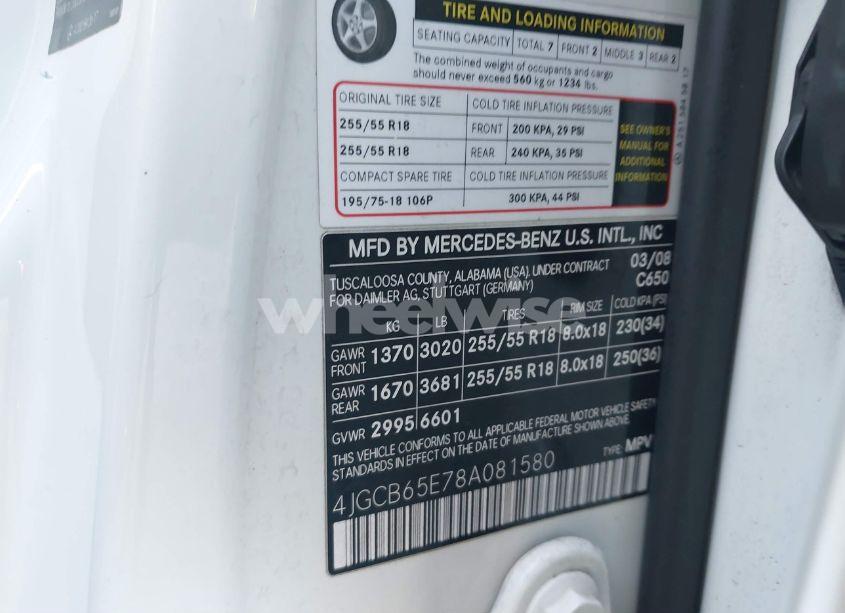 TIRE AND LOADING INFORMATION
SEATING CAPACITY TOTAL 7 FRONT 2 MIDDLE 3 REAR 2
The combined weight of occupants and cargo
should never exceed 560 kg or 1234 lbs.
ORIGINAL TIRE SIZE COLD TIRE INFLATION PRESSURE
255/55 R18 FRONT 200 KPA, 29 PSI
255/55 R18 REAR 240 KPA, 35 PSI
COMPACT SPARE TIRE COLD TIRE INFLATION PRESSURE
195/75-18 106P 300 KPA, 44 PSI
SEE OWNER'S
MANUAL FOR
ADDITIONAL
INFORMATION
A 251 584 58 17
MFD BY MERCEDES-BENZ U.S. INTL., INC
TUSCALOOSA COUNTY, ALABAMA (USA), UNDER CONTRACT 03/08
FOR DAIMLER AG, STUTTGART (GERMANY) C650
wheelwise
KG LB TIRES RIM SIZE COLD KPA (PSI)
GAWR FRONT 1370 3020 255/55 R18 8.0x18 230(34)
GAWR REAR 1670 3681 255/55 R18 8.0x18 250(36)
GVWR 2995 6601
THIS VEHICLE CONFORMS TO ALL APPLICABLE FEDERAL MOTOR VEHICLE SAFETY
STANDARDS IN EFFECT ON THE DATE OF MANUFACTURE SHOWN ABOVE.
TYPE: MPV
4JGCB65E78A081580